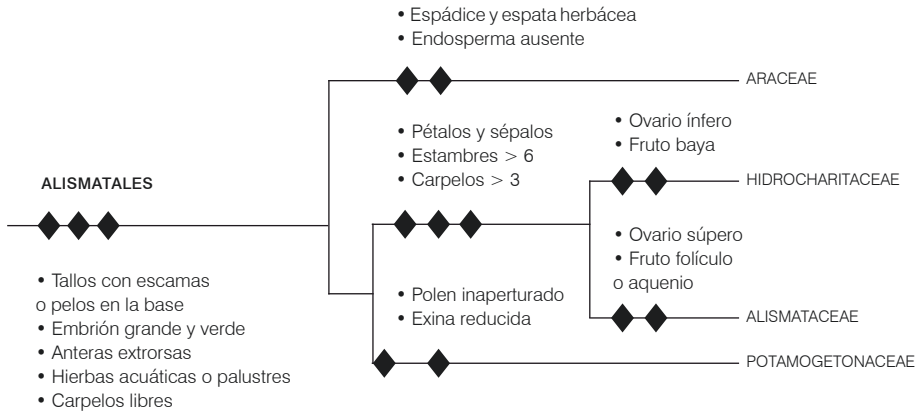 • Espádice y espata herbácea
• Endosperma ausente
ARACEAE
• Pétalos y sépalos
• Estambres > 6
• Carpelos > 3
• Ovario ínfero
• Fruto baya
HIDROCHARITACEAE
ALISMATALES
• Ovario súpero
• Fruto folículo
o aquenio
• Tallos con escamas
o pelos en la base
• Embrión grande y verde
• Anteras extrorsas
• Hierbas acuáticas o palustres
• Carpelos libres
• Polen inaperturado
• Exina reducida
ALISMATACEAE
POTAMOGETONACEAE